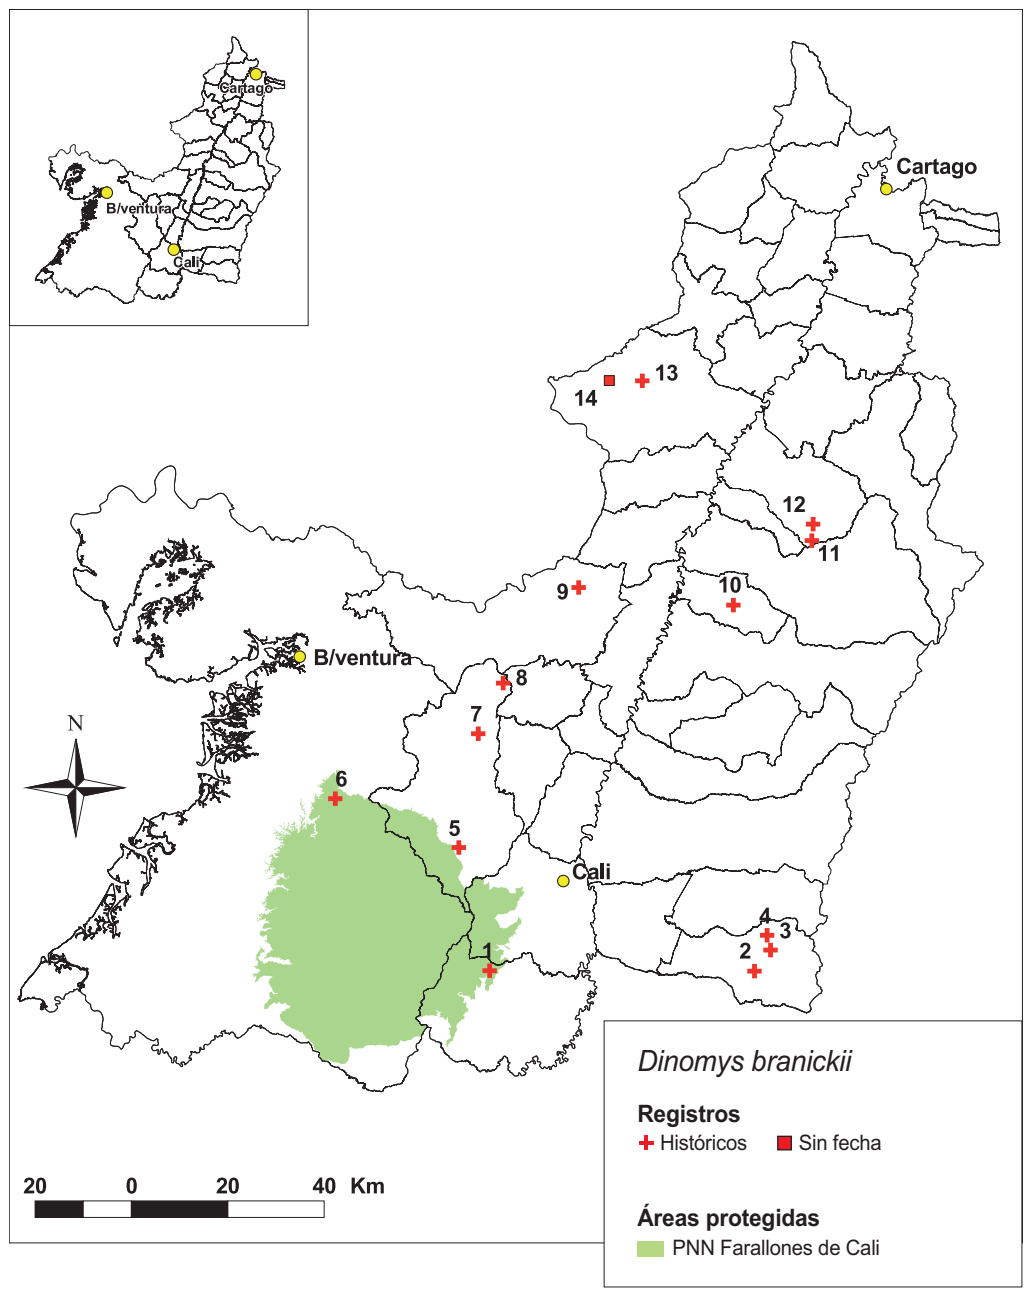 Cartago
B/ventura
Cali
Cartago
13
14
12
11
10
9
B/ventura
8
7
N
6
5
Cali
4
3
2
1
Dinomys branickii
Registros
Históricos
Sin fecha
20 0 20 40 Km
Áreas protegidas
PNN Farallones de Cali